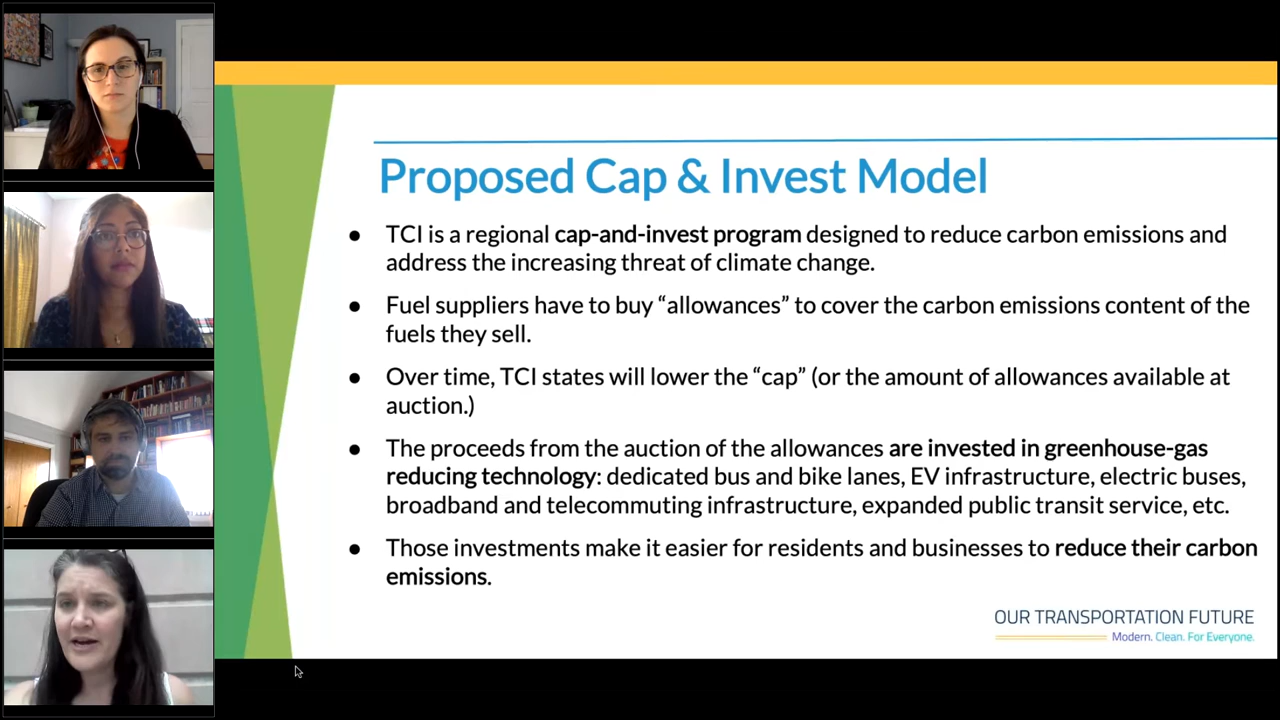 Proposed Cap & Invest Model
● TCI is a regional cap-and-invest program designed to reduce carbon emissions and
address the increasing threat of climate change.
● Fuel suppliers have to buy “allowances” to cover the carbon emissions content of the
fuels they sell.
● Over time, TCI states will lower the “cap” (or the amount of allowances available at
auction.)
● The proceeds from the auction of the allowances are invested in greenhouse-gas
reducing technology: dedicated bus and bike lanes, EV infrastructure, electric buses,
broadband and telecommuting infrastructure, expanded public transit service, etc.
● Those investments make it easier for residents and businesses to reduce their carbon
emissions.
OUR TRANSPORTATION FUTURE
Modern. Clean. For Everyone.